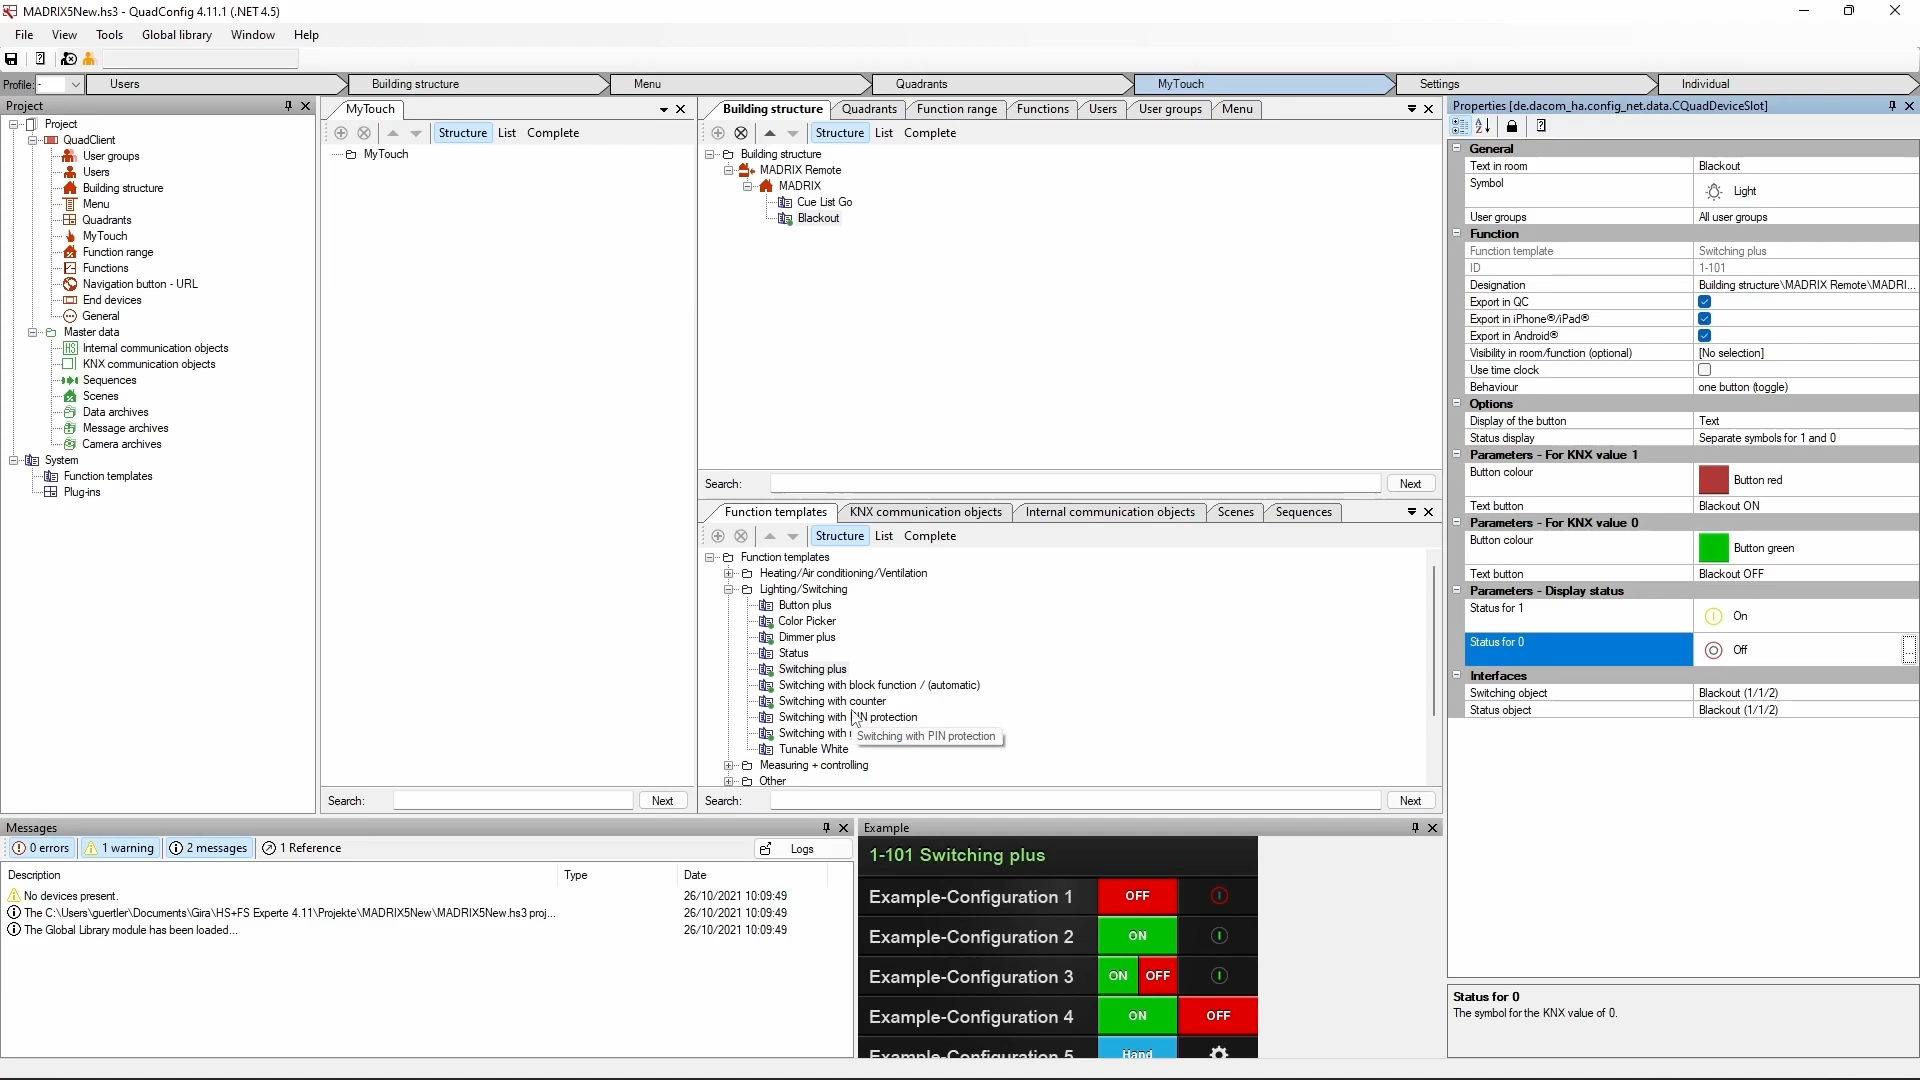 MADRIX5New.hs3 - QuadConfig 4.11.1 (.NET 4.5)
File View Tools Global library Window Help
Profile: - Users Building structure Menu Quadrants MyTouch Settings Individual
Project
Project
QuadClient
User groups
Users
Building structure
Menu
Quadrants
MyTouch
Function range
Functions
Navigation button - URL
End devices
General
Master data
Internal communication objects
KNX communication objects
Sequences
Scenes
Data archives
Message archives
Camera archives
System
Function templates
Plug-ins
MyTouch
Structure List Complete
MyTouch
Search: Next
Building structure Quadrants Function range Functions Users User groups Menu
Structure List Complete
Building structure
MADRIX Remote
MADRIX
Cue List Go
Blackout
Search: Next
Function templates KNX communication objects Internal communication objects Scenes Sequences
Structure List Complete
Function templates
Heating/Air conditioning/Ventilation
Lighting/Switching
Button plus
Color Picker
Dimmer plus
Status
Switching plus
Switching with block function / (automatic)
Switching with counter
Switching with PIN protection
Switching with
Switching with PIN protection
Tunable White
Measuring + controlling
Other
Search: Next
Properties [de.dacom_ha.config_net.data.CQuadDeviceSlot]
General
Text in room Blackout
Symbol Light
User groups All user groups
Function
Function template Switching plus
ID 1-101
Designation Building structure\MADRIX Remote\MADRI...
Export in QC
Export in iPhone®/iPad®
Export in Android®
Visibility in room/function (optional) [No selection]
Use time clock
Behaviour one button (toggle)
Options
Display of the button Text
Status display Separate symbols for 1 and 0
Parameters - For KNX value 1
Button colour Button red
Text button Blackout ON
Parameters - For KNX value 0
Button colour Button green
Text button Blackout OFF
Parameters - Display status
Status for 1 On
Status for 0 Off ...
Interfaces
Switching object Blackout (1/1/2)
Status object Blackout (1/1/2)
Status for 0
The symbol for the KNX value of 0.
Messages
0 errors 1 warning 2 messages 1 Reference Logs
Description Type Date
No devices present. 26/10/2021 10:09:49
The C:\Users\guertler\Documents\Gira\HS+FS Experte 4.11\Projekte\MADRIX5New\MADRIX5New.hs3 proj... 26/10/2021 10:09:49
The Global Library module has been loaded... 26/10/2021 10:09:49
Example
1-101 Switching plus
Example-Configuration 1 OFF
Example-Configuration 2 ON
Example-Configuration 3 ON OFF
Example-Configuration 4 ON OFF
Example-Configuration 5 Hand